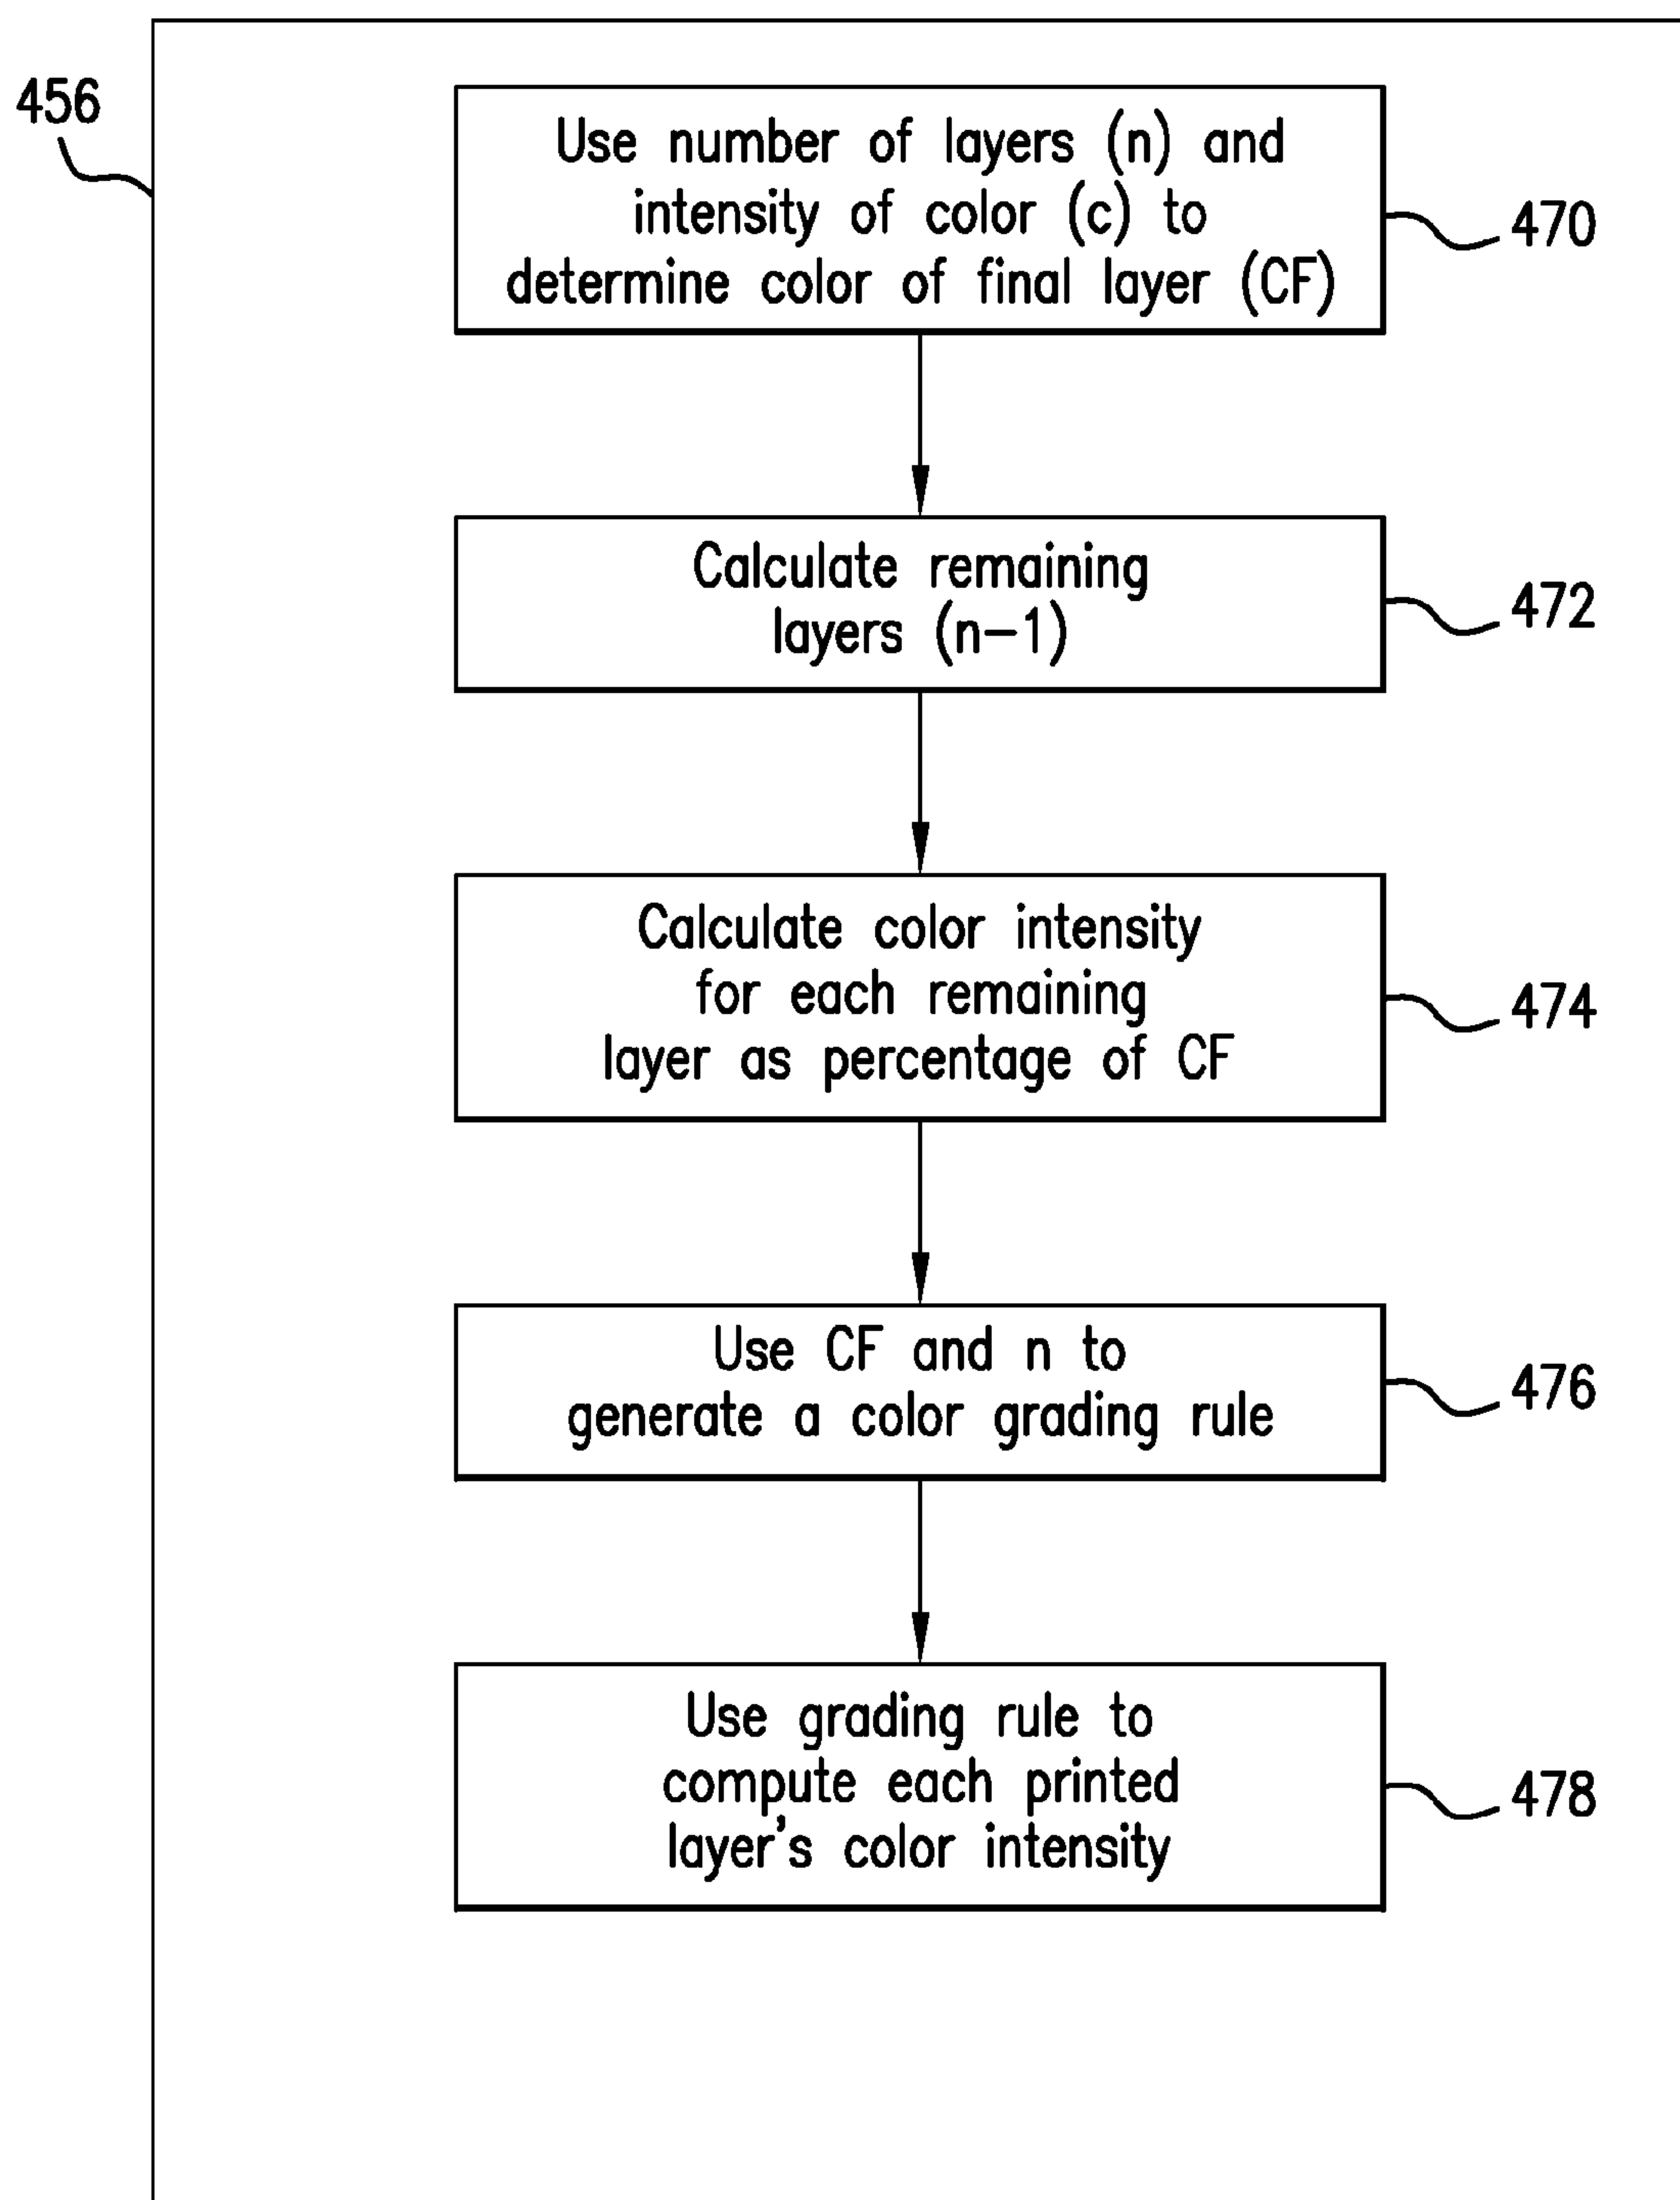 456
Use number of layers (n) and
intensity of color (c) to
determine color of final layer (CF)
470
Calculate remaining
layers (n-1)
472
Calculate color intensity
for each remaining
layer as percentage of CF
474
Use CF and n to
generate a color grading rule
476
Use grading rule to
compute each printed
layer's color intensity
478